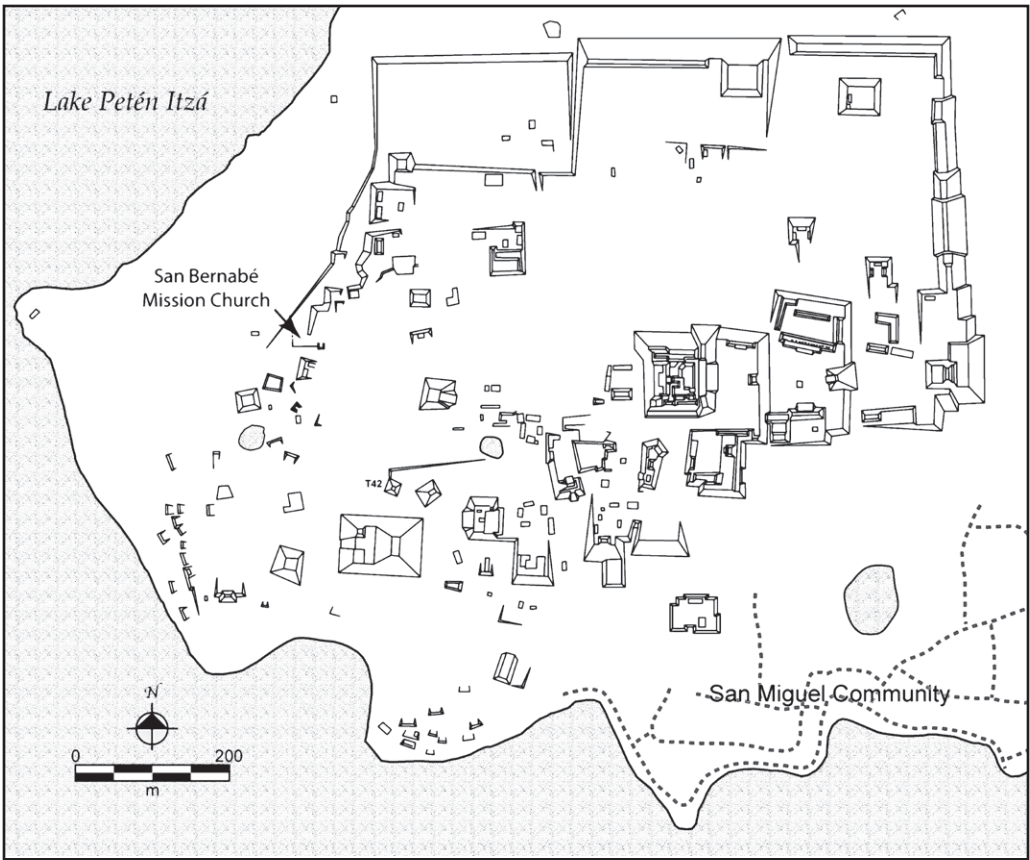 Lake Petén Itzá
San Bernabé
Mission Church
T42
San Miguel Community
N
0 200
m